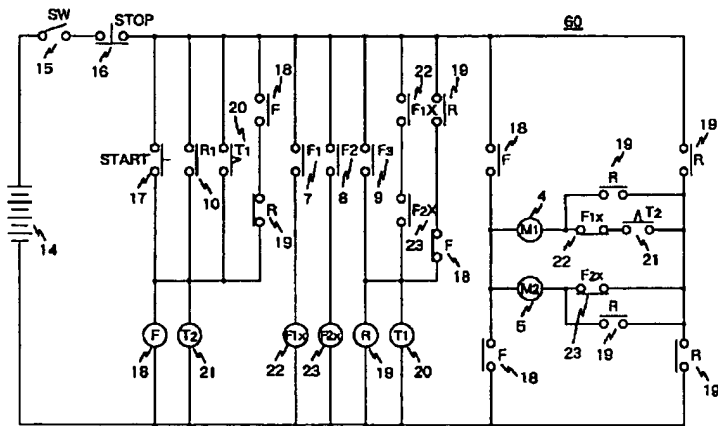 SW STOP 60
15 16 18 22 19
20 F F1X R
START R1 T1 F1 F2 F3 18 F 19 R
17 10 7 8 9 19 R
14 R 19 F2X 23 F 18
4 M1 F1x T2
22 21
M2 F2x
5 R
F T2 F1x F2x R T1 23 19
18 21 22 23 19 20 F 18 R 19